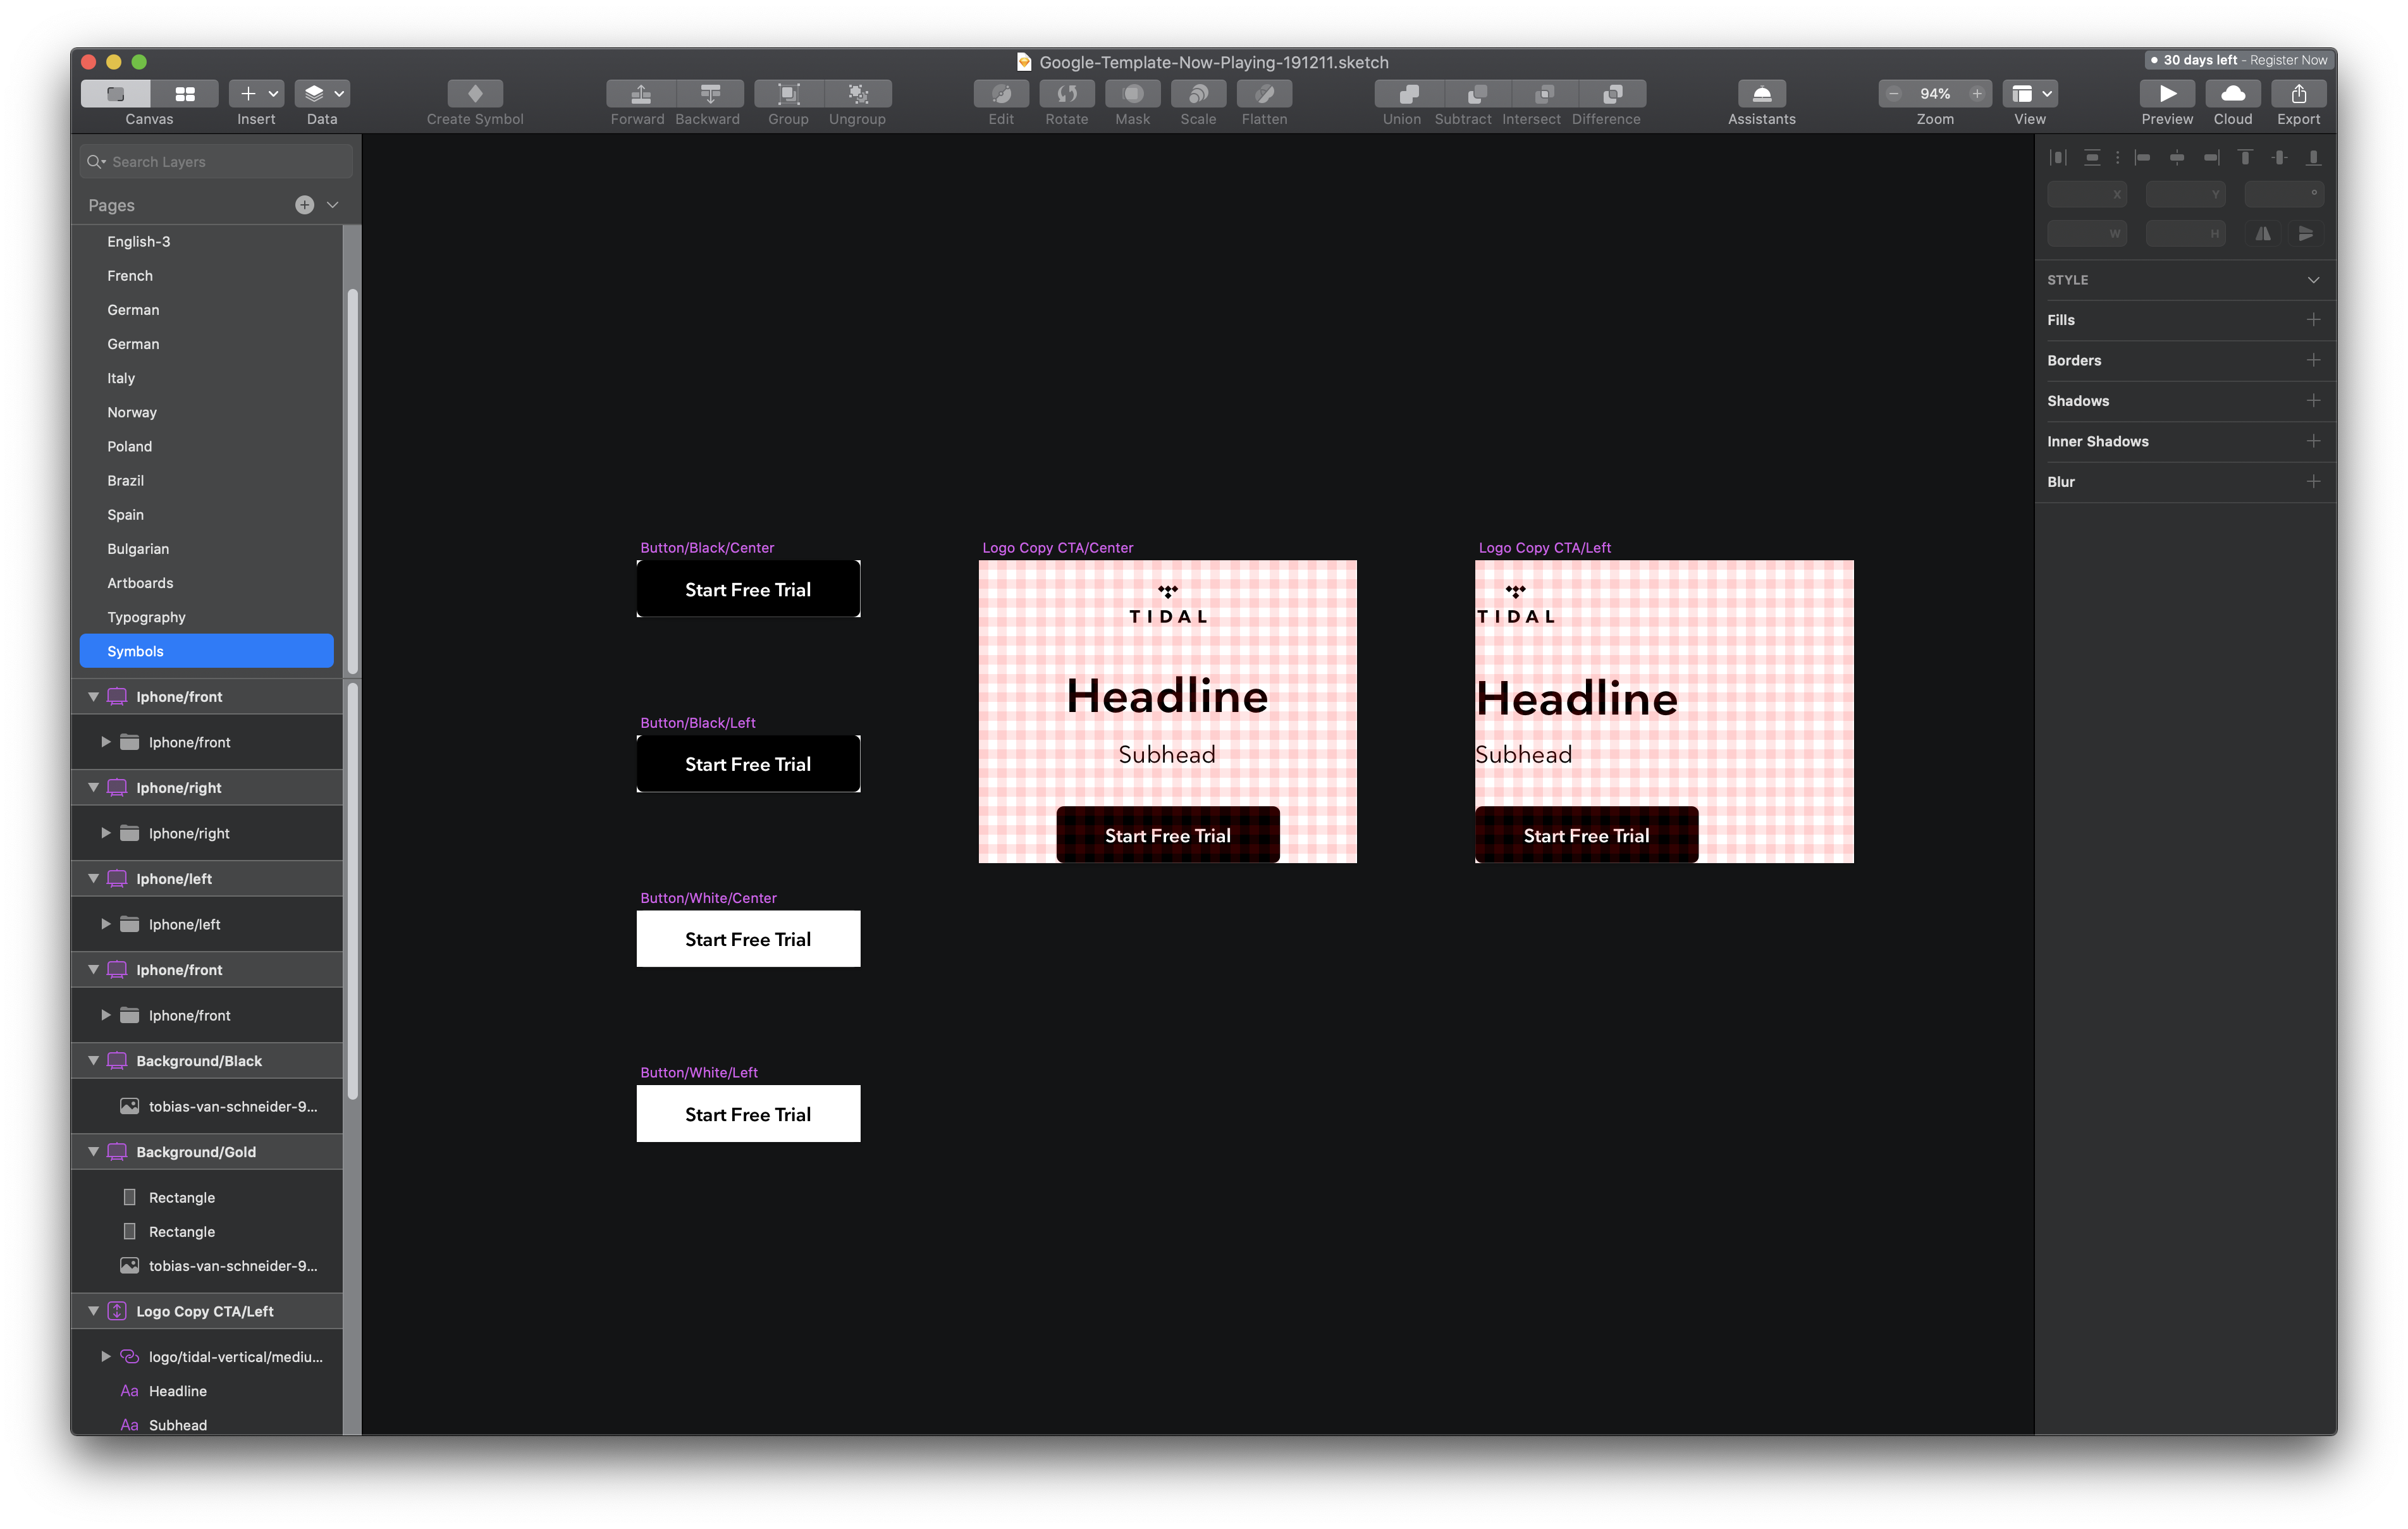 Google-Template-Now-Playing-191211.sketch
30 days left - Register Now
94%
Canvas Insert Data Create Symbol Forward Backward Group Ungroup Edit Rotate Mask Scale Flatten Union Subtract Intersect Difference Assistants Zoom View Preview Cloud Export
Search Layers
Pages
English-3
French
German
German
Italy
Norway
Poland
Brazil
Spain
Bulgarian
Artboards
Typography
Symbols
Iphone/front
Iphone/front
Iphone/right
Iphone/right
Iphone/left
Iphone/left
Iphone/front
Iphone/front
Background/Black
tobias-van-schneider-9...
Background/Gold
Rectangle
Rectangle
tobias-van-schneider-9...
Logo Copy CTA/Left
logo/tidal-vertical/mediu...
Aa Headline
Aa Subhead
Button/Black/Center
Start Free Trial
Button/Black/Left
Start Free Trial
Button/White/Center
Start Free Trial
Button/White/Left
Start Free Trial
Logo Copy CTA/Center
TIDAL
Headline
Subhead
Start Free Trial
Logo Copy CTA/Left
TIDAL
Headline
Subhead
Start Free Trial
X Y °
W H
STYLE
Fills
Borders
Shadows
Inner Shadows
Blur